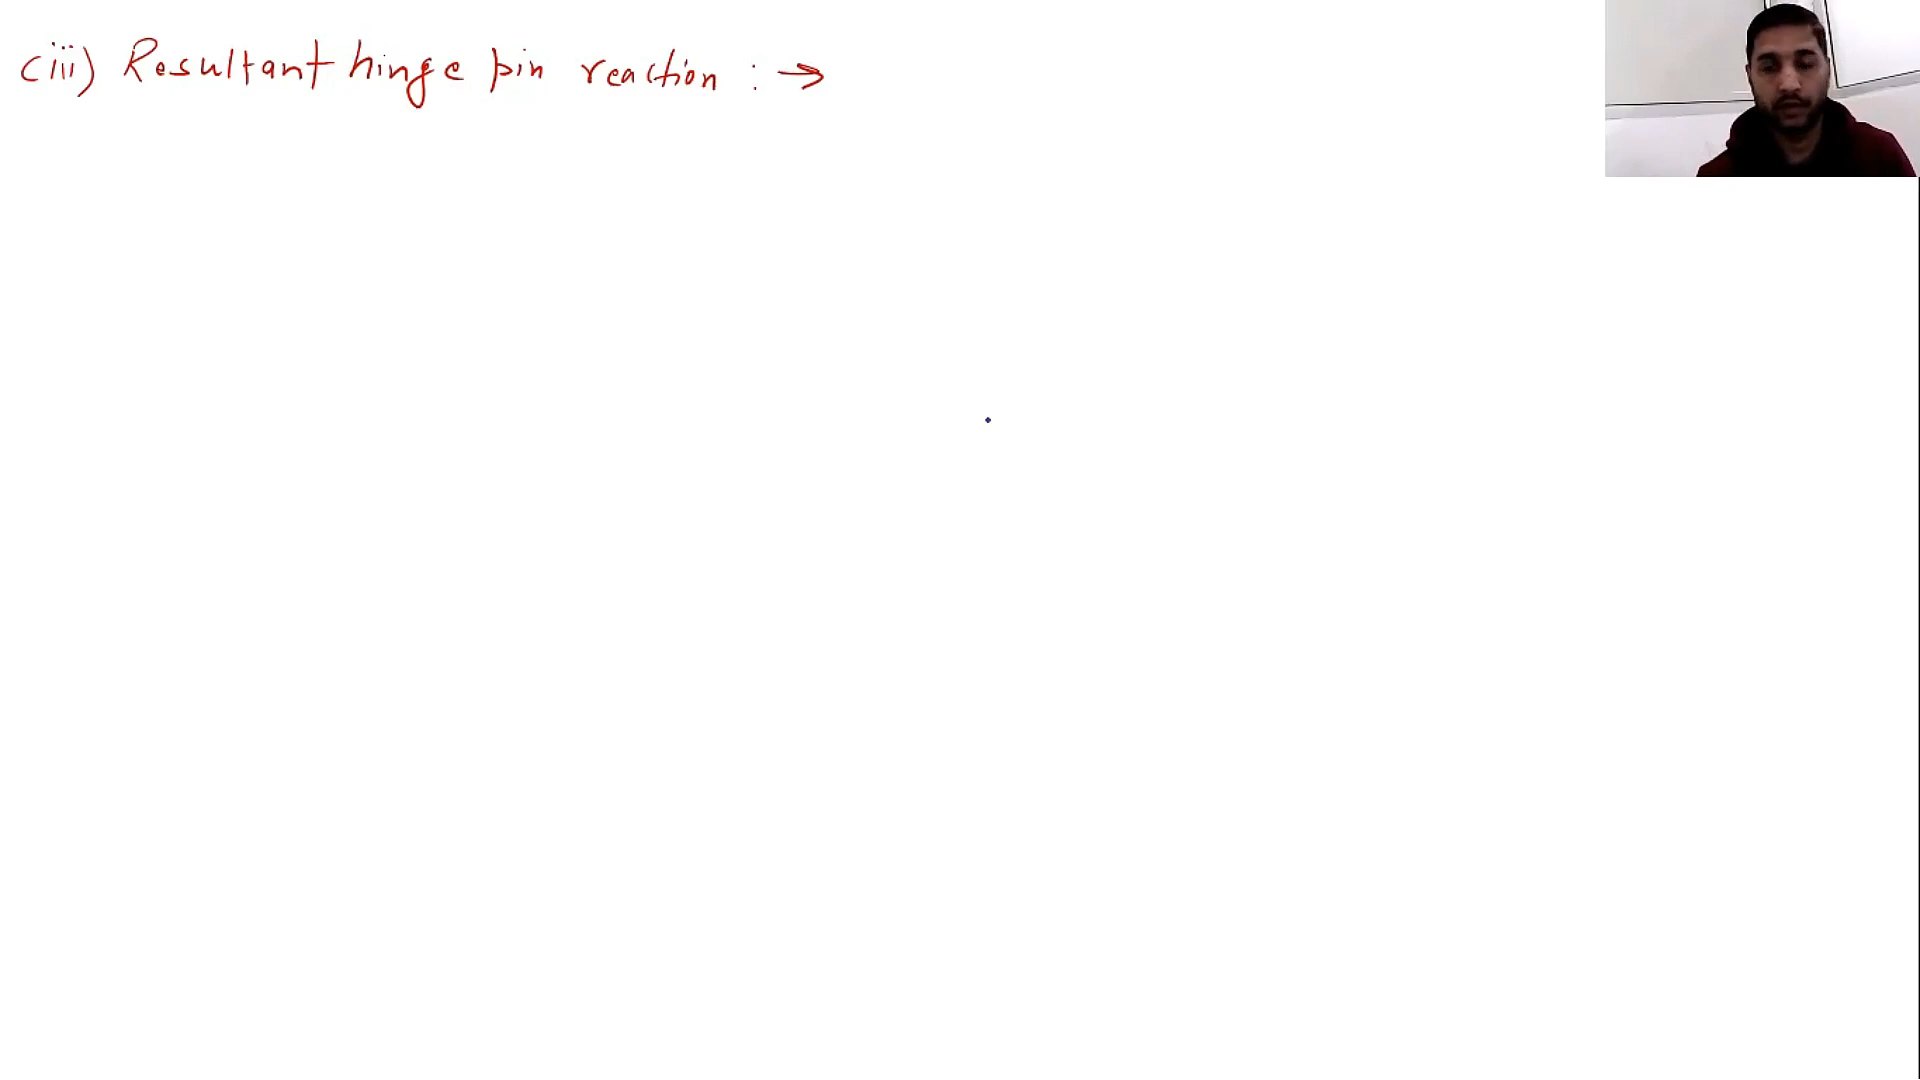 (iii) Resultant hinge pin reaction : →